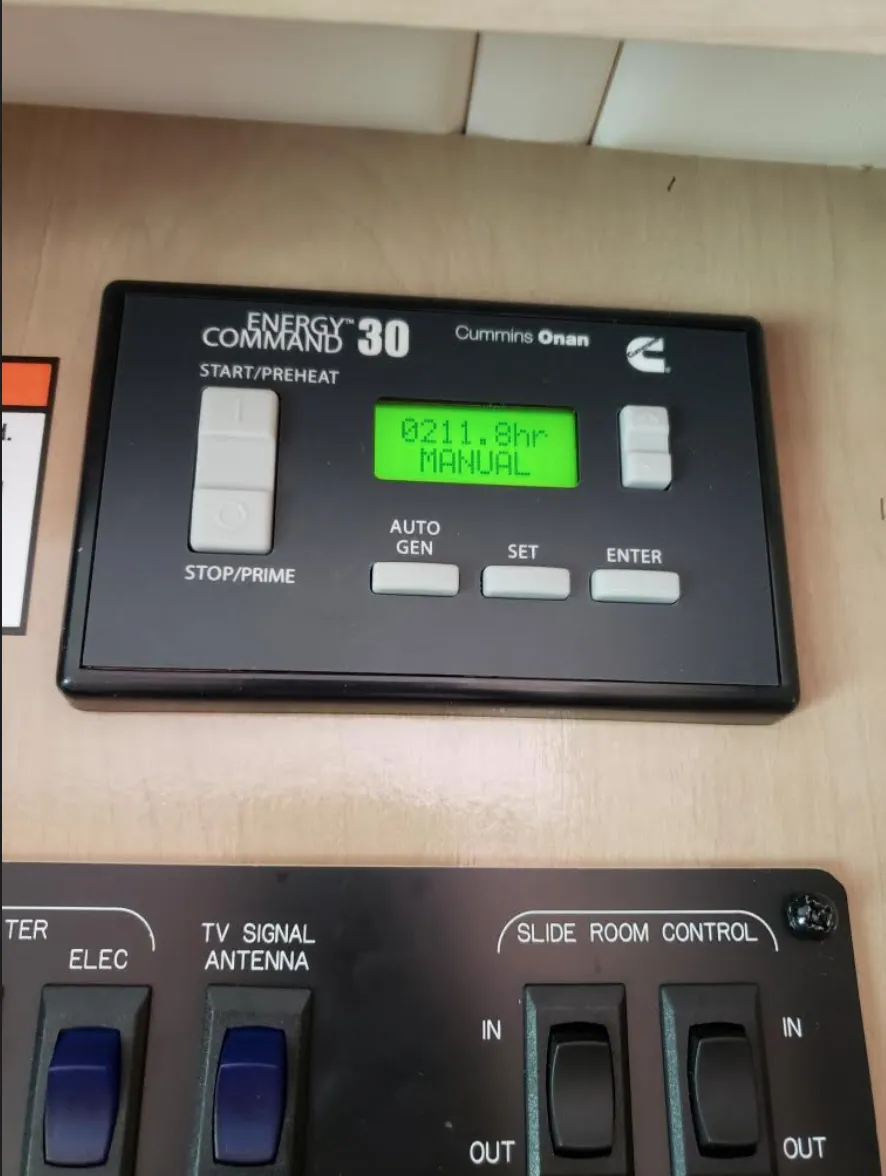 ENERGY™
COMMAND 30
Cummins Onan
START/PREHEAT
0211.8hr
MANUAL
AUTO
GEN
SET
ENTER
STOP/PRIME
TER
ELEC
TV SIGNAL
ANTENNA
SLIDE ROOM CONTROL
IN
IN
OUT
OUT